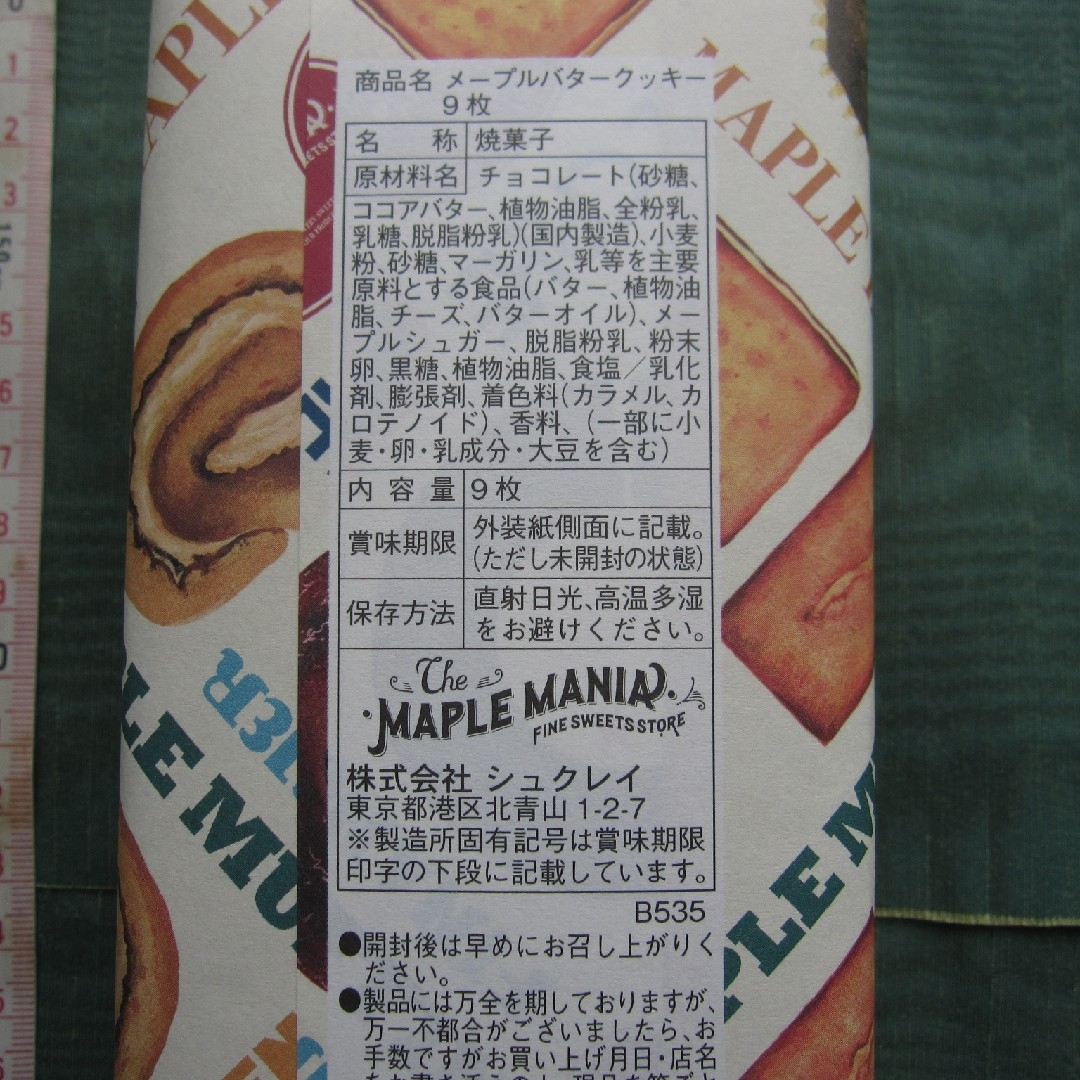 商品名 メープルバタークッキー
9枚
名称 焼菓子
原材料名 チョコレート(砂糖、
ココアバター、植物油脂、全粉乳、
乳糖、脱脂粉乳)(国内製造)、小麦
粉、砂糖、マーガリン、乳等を主要
原料とする食品(バター、植物油
脂、チーズ、バターオイル)、メー
プルシュガー、脱脂粉乳、粉末
卵、黒糖、植物油脂、食塩/乳化
剤、膨張剤、着色料(カラメル、カ
ロテノイド)、香料、(一部に小
麦・卵・乳成分・大豆を含む)
内容量 9枚
賞味期限 外装紙側面に記載。
(ただし未開封の状態)
保存方法 直射日光、高温多湿
をお避けください。
The
MAPLE MANIA
FINE SWEETS STORE
株式会社 シュクレイ
東京都港区北青山 1-2-7
※製造所固有記号は賞味期限
印字の下段に記載しています。
B535
●開封後は早めにお召し上がりく
ださい。
●製品には万全を期しておりますが、
万一不都合がございましたら、お
手数ですがお買い上げ月日・店名
MAPLE